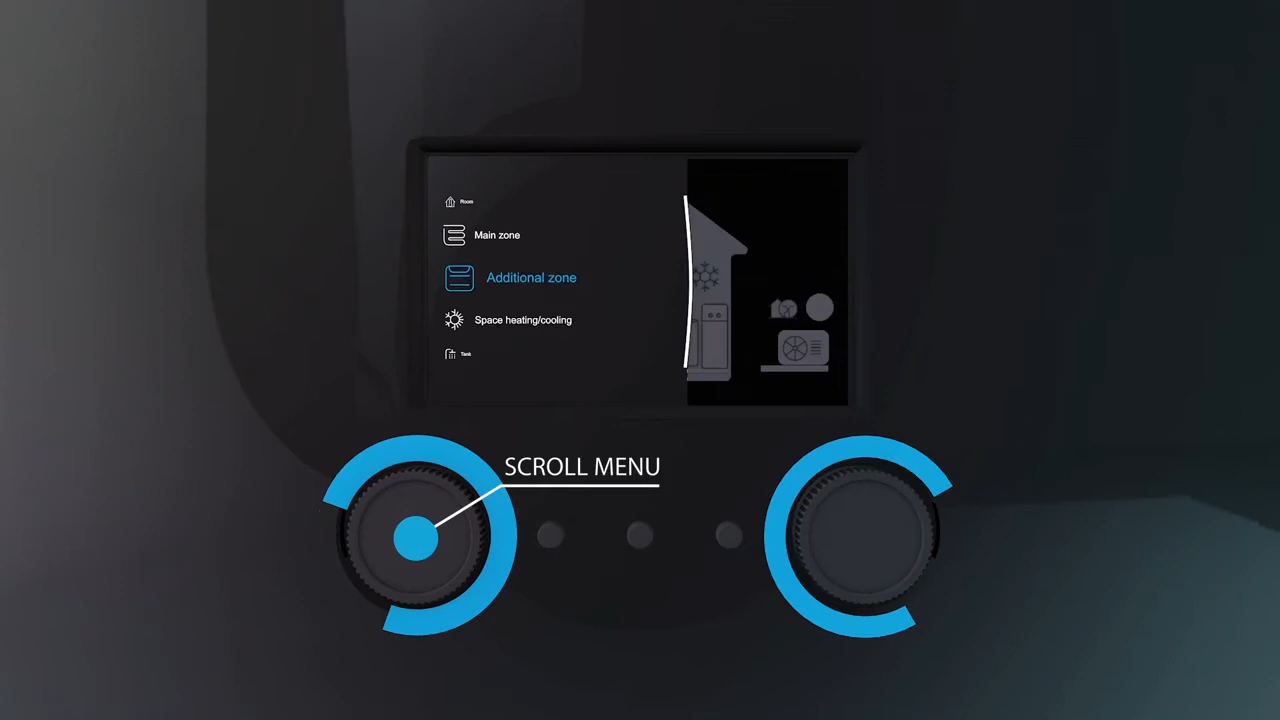 Room
Main zone
Additional zone
Space heating/cooling
Tank
SCROLL MENU